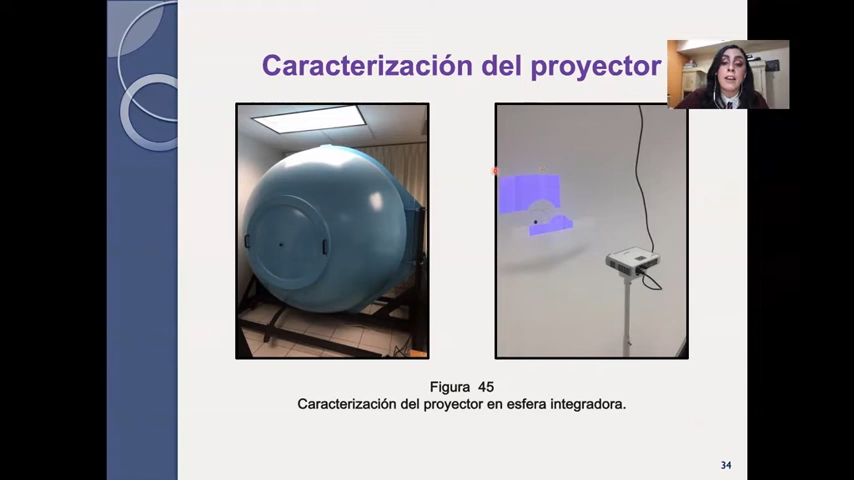 Caracterización del proyector
Figura 45
Caracterización del proyector en esfera integradora.
34